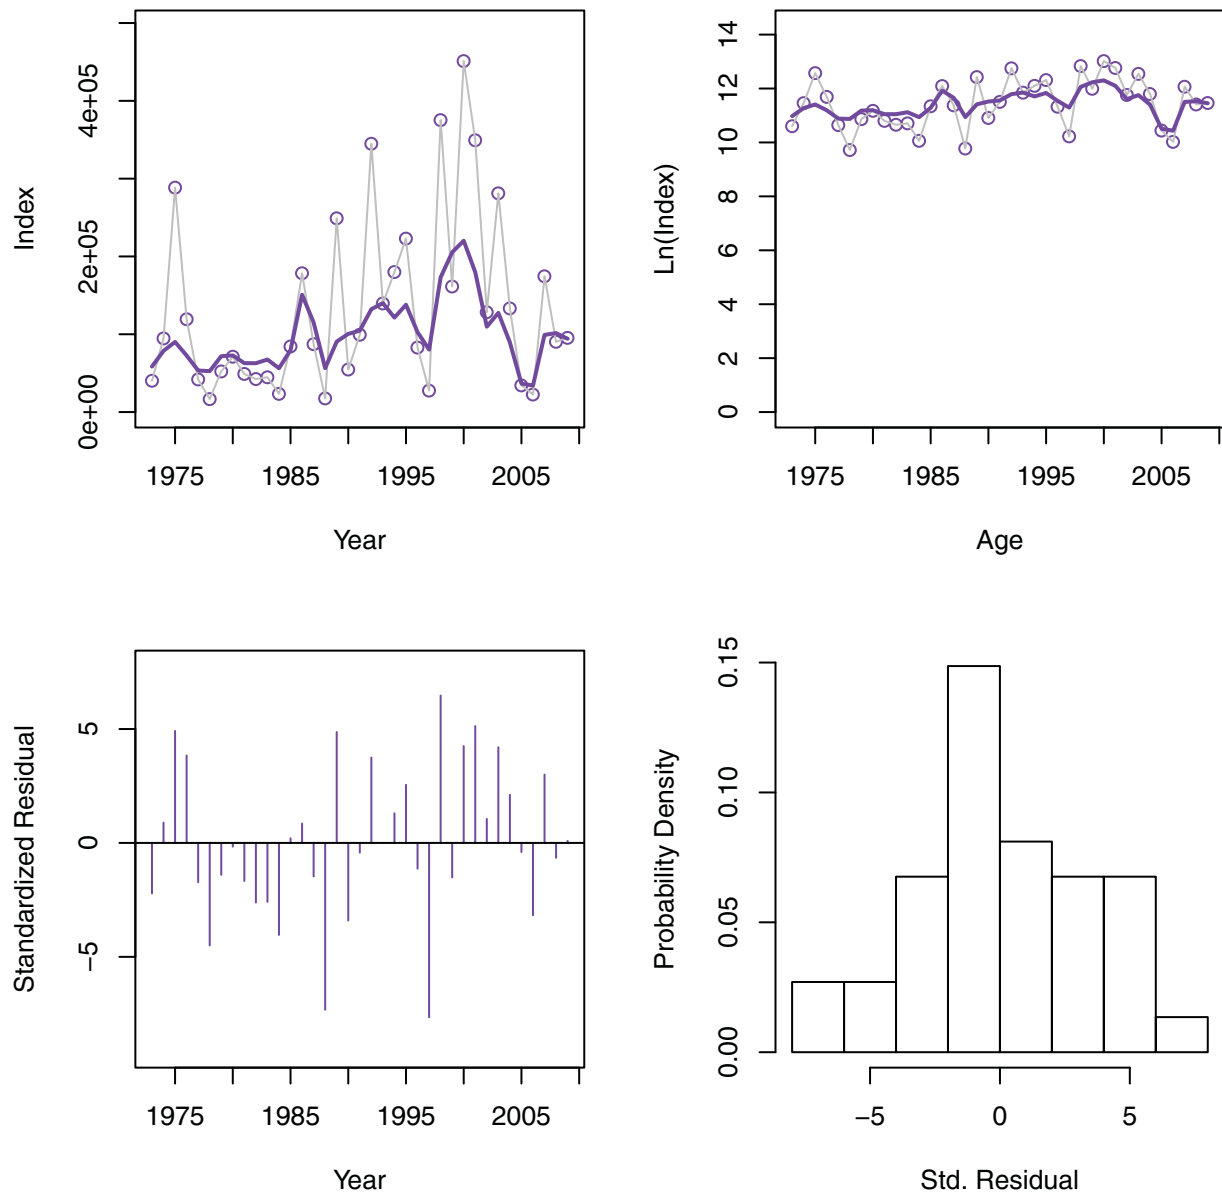 Index
4e+05
2e+05
0e+00
1975 1985 1995 2005
Year
Ln(Index)
14
12
10
8
6
4
2
0
1975 1985 1995 2005
Age
Standardized Residual
5
0
−5
1975 1985 1995 2005
Year
Probability Density
0.15
0.10
0.05
0.00
−5 0 5
Std. Residual